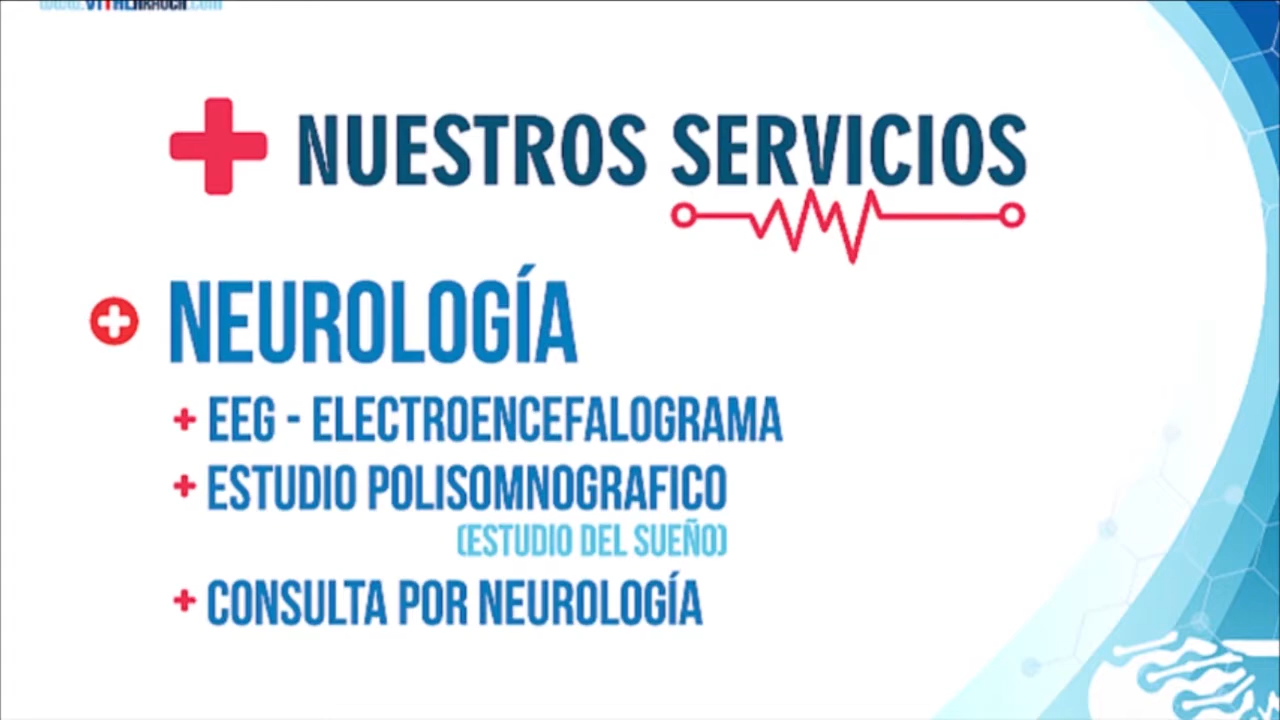 NUESTROS SERVICIOS
NEUROLOGÍA
EEG - ELECTROENCEFALOGRAMA
ESTUDIO POLISOMNOGRAFICO
(ESTUDIO DEL SUEÑO)
CONSULTA POR NEUROLOGÍA